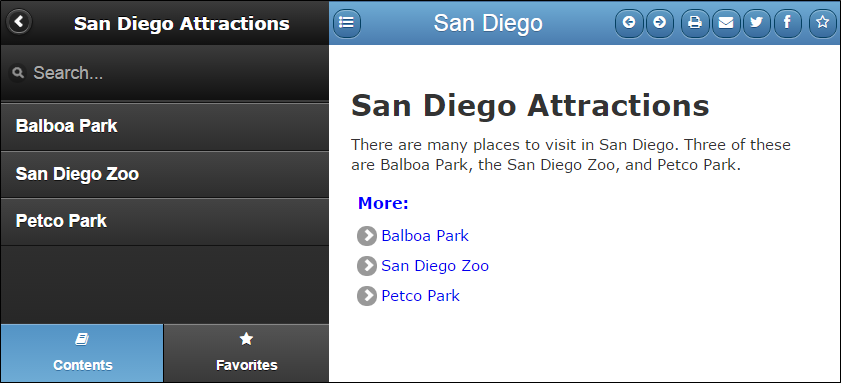 San Diego Attractions
Search...
Balboa Park
San Diego Zoo
Petco Park
Contents
Favorites
San Diego
San Diego Attractions
There are many places to visit in San Diego. Three of these
are Balboa Park, the San Diego Zoo, and Petco Park.
More:
Balboa Park
San Diego Zoo
Petco Park